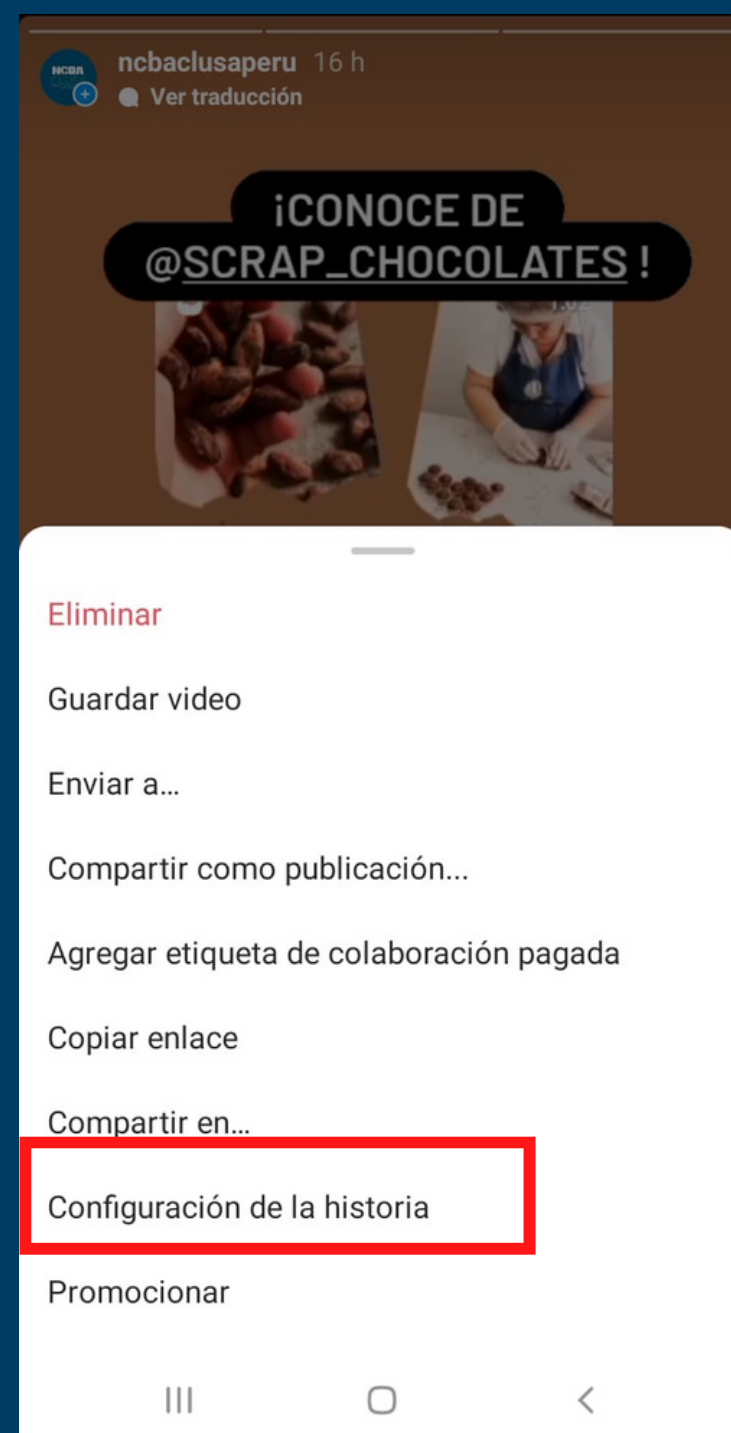 NCBA
ncbaclusaperu 16 h
Ver traducción
¡CONOCE DE
@SCRAP_CHOCOLATES !
Eliminar
Guardar video
Enviar a…
Compartir como publicación...
Agregar etiqueta de colaboración pagada
Copiar enlace
Compartir en…
Configuración de la historia
Promocionar